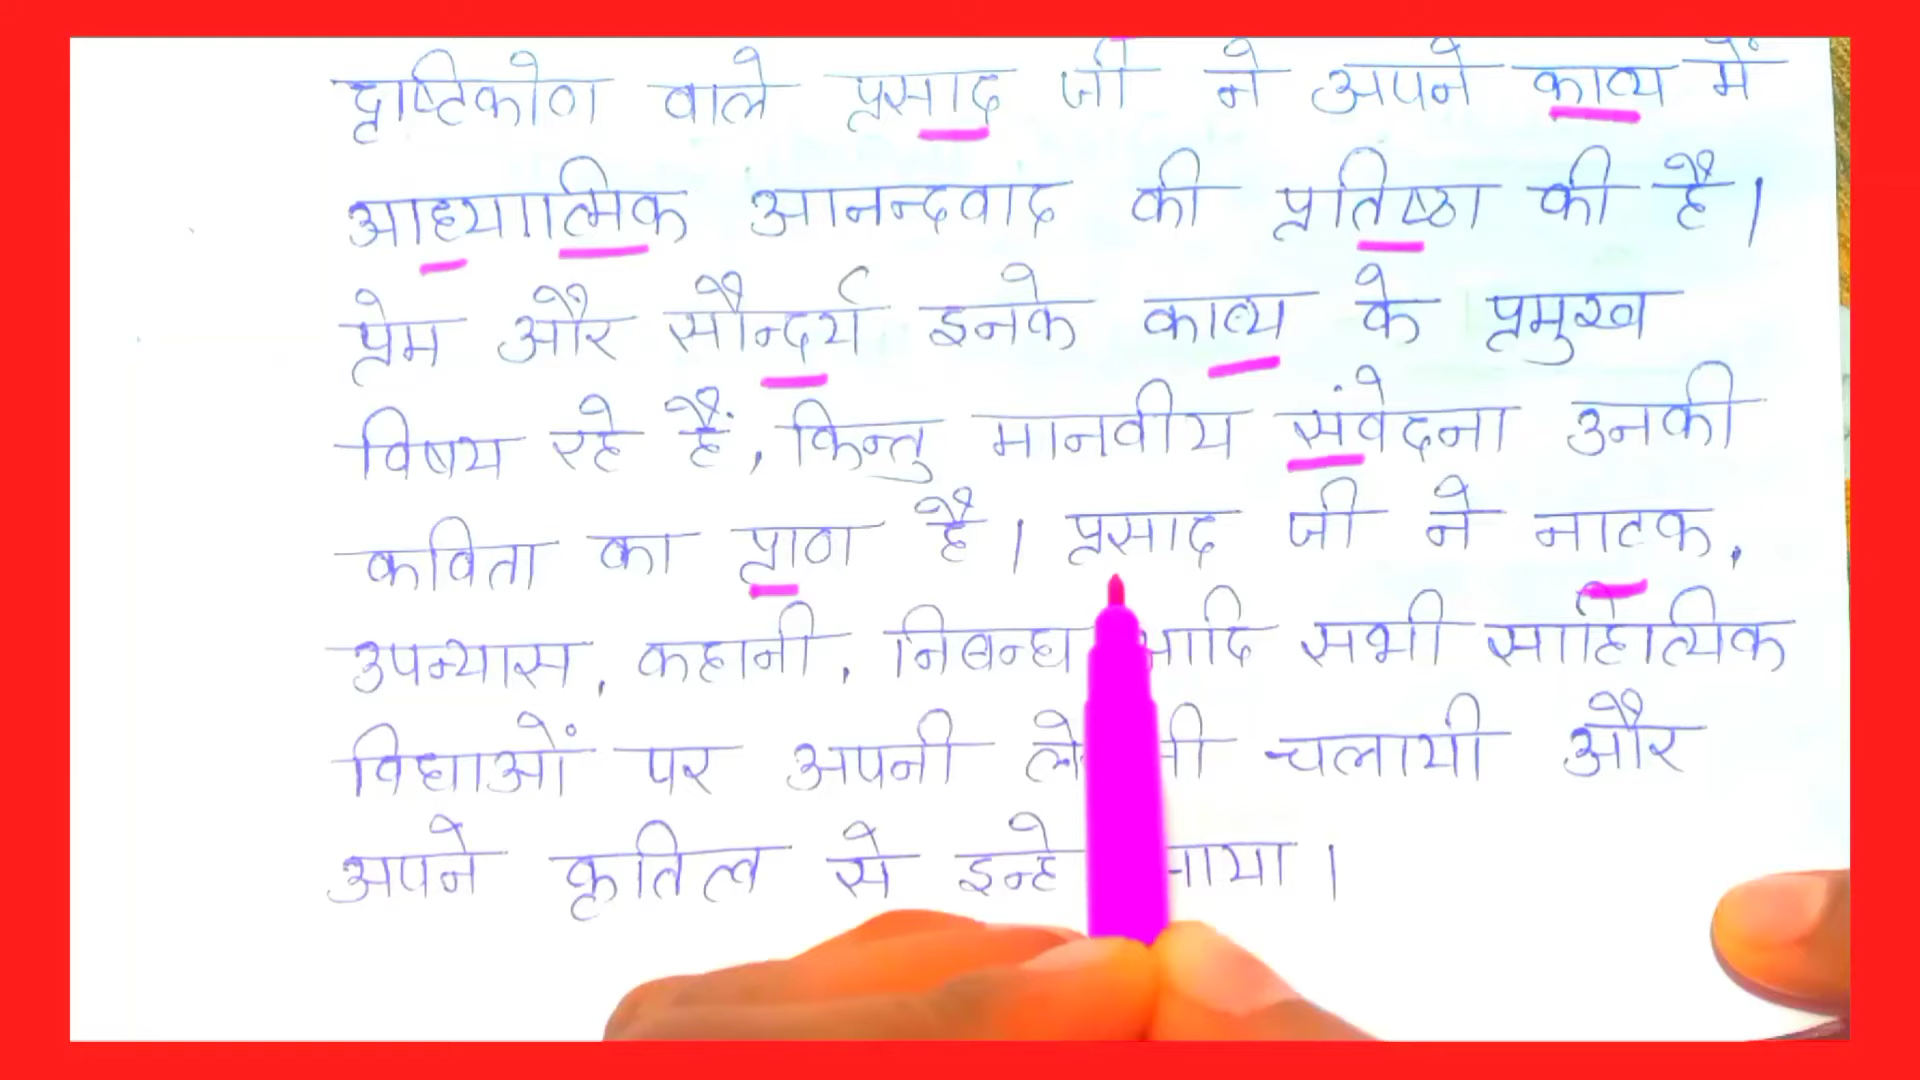 दृष्टिकोण वाले प्रसाद जी ने अपने काव्य में
आध्यात्मिक आनन्दवाद की प्रतिष्ठा की है।
प्रेम और सौन्दर्य इनके काव्य के प्रमुख
विषय रहे हैं, किन्तु मानवीय संवेदना उनकी
कविता का प्राण है। प्रसाद जी ने नाटक,
उपन्यास, कहानी, निबन्ध सभी साहित्यिक
विधाओं पर अपनी चलायी और
अपने कृतित्व से इन्हे